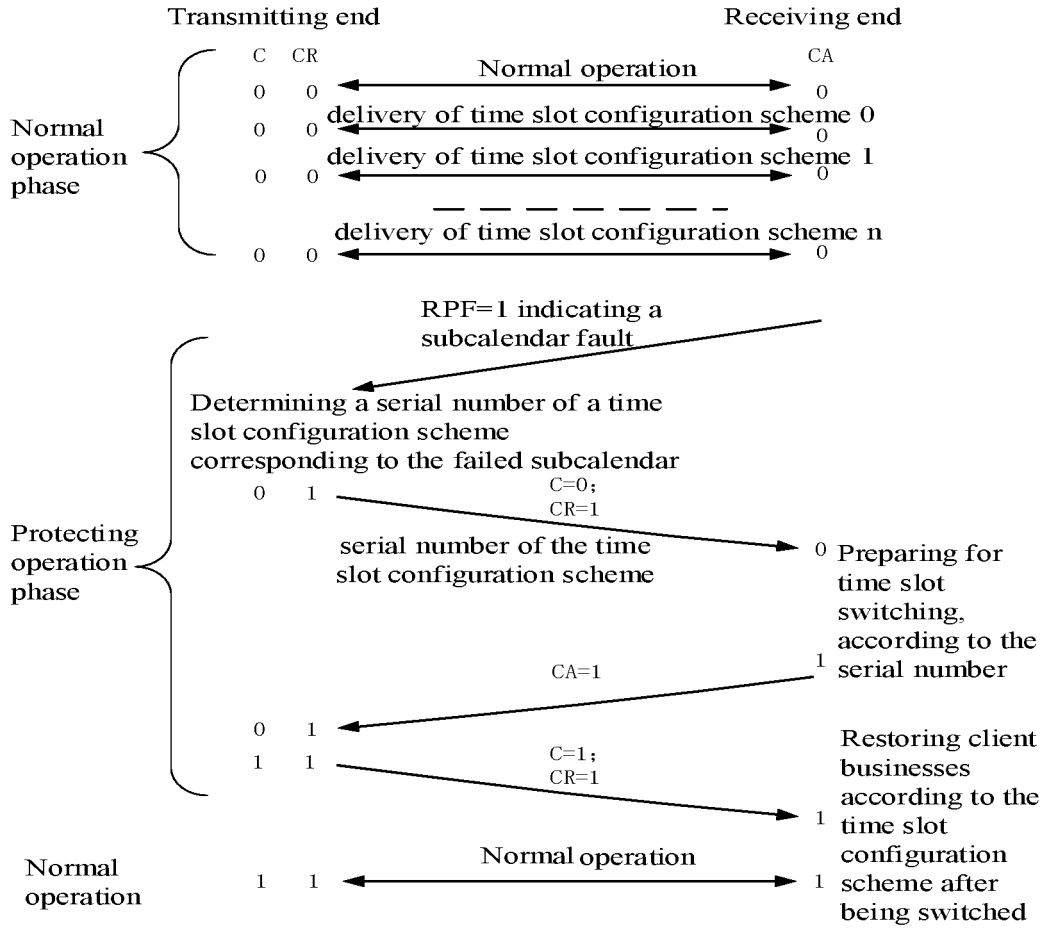 Transmitting end
Receiving end
C CR
CA
Normal operation
0 0
0
delivery of time slot configuration scheme 0
0 0
0
Normal
operation
phase
delivery of time slot configuration scheme 1
0 0
0
delivery of time slot configuration scheme n
0 0
0
RPF=1 indicating a
subcalendar fault
Determining a serial number of a time
slot configuration scheme
corresponding to the failed subcalendar
0 1
C=0;
CR=1
Protecting
operation
phase
serial number of the time
slot configuration scheme
0
Preparing for
time slot
switching,
according to the
serial number
1
CA=1
0 1
1 1
C=1;
CR=1
1
Restoring client
businesses
according to the
time slot
configuration
scheme after
being switched
Normal
operation
1 1
Normal operation
1